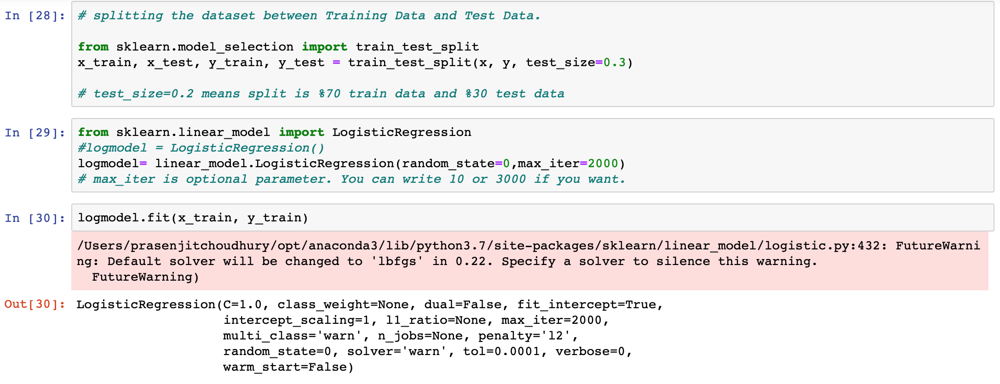 In [28]: # splitting the dataset between Training Data and Test Data.
from sklearn.model_selection import train_test_split
x_train, x_test, y_train, y_test = train_test_split(x, y, test_size=0.3)
# test_size=0.2 means split is %70 train data and %30 test data
In [29]: from sklearn.linear_model import LogisticRegression
#logmodel = LogisticRegression()
logmodel= linear_model.LogisticRegression(random_state=0,max_iter=2000)
# max_iter is optional parameter. You can write 10 or 3000 if you want.
In [30]: logmodel.fit(x_train, y_train)
/Users/prasenjitchoudhury/opt/anaconda3/lib/python3.7/site-packages/sklearn/linear_model/logistic.py:432: FutureWarni
ng: Default solver will be changed to 'lbfgs' in 0.22. Specify a solver to silence this warning.
  FutureWarning)
Out[30]: LogisticRegression(C=1.0, class_weight=None, dual=False, fit_intercept=True,
                   intercept_scaling=1, l1_ratio=None, max_iter=2000,
                   multi_class='warn', n_jobs=None, penalty='l2',
                   random_state=0, solver='warn', tol=0.0001, verbose=0,
                   warm_start=False)